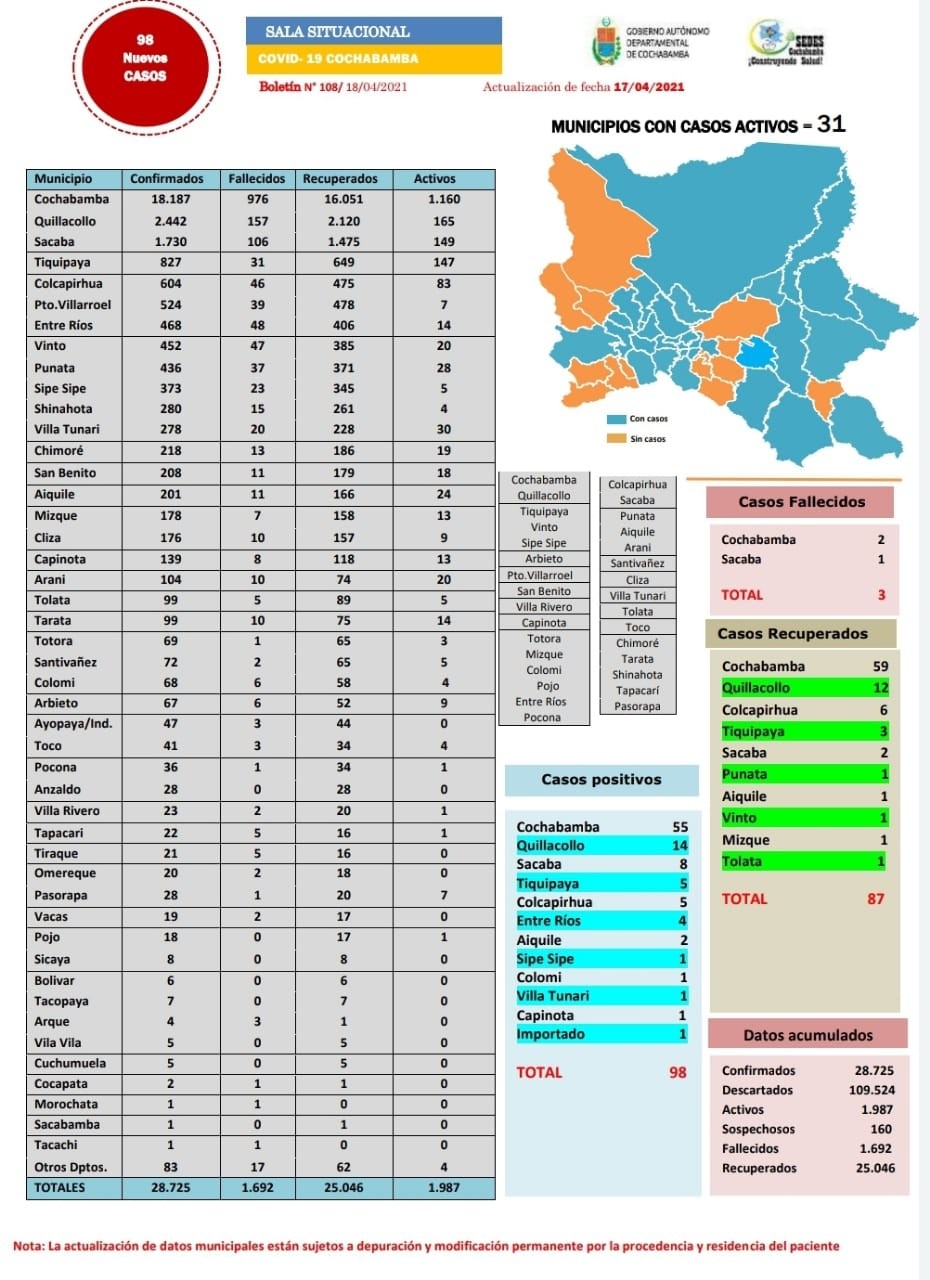 98
Nuevos
CASOS
SALA SITUACIONAL
COVID- 19 COCHABAMBA
Boletín N° 108/ 18/04/2021
Actualización de fecha 17/04/2021
GOBIERNO AUTÓNOMO
DEPARTAMENTAL
DE COCHABAMBA
SEDES
Cochabamba
¡Construyendo Salud!
MUNICIPIOS CON CASOS ACTIVOS = 31
Municipio Confirmados Fallecidos Recuperados Activos
Cochabamba 18.187 976 16.051 1.160
Quillacollo 2.442 157 2.120 165
Sacaba 1.730 106 1.475 149
Tiquipaya 827 31 649 147
Colcapirhua 604 46 475 83
Pto.Villarroel 524 39 478 7
Entre Ríos 468 48 406 14
Vinto 452 47 385 20
Punata 436 37 371 28
Sipe Sipe 373 23 345 5
Shinahota 280 15 261 4
Villa Tunari 278 20 228 30
Chimoré 218 13 186 19
San Benito 208 11 179 18
Aiquile 201 11 166 24
Mizque 178 7 158 13
Cliza 176 10 157 9
Capinota 139 8 118 13
Arani 104 10 74 20
Tolata 99 5 89 5
Tarata 99 10 75 14
Totora 69 1 65 3
Santivañez 72 2 65 5
Colomi 68 6 58 4
Arbieto 67 6 52 9
Ayopaya/Ind. 47 3 44 0
Toco 41 3 34 4
Pocona 36 1 34 1
Anzaldo 28 0 28 0
Villa Rivero 23 2 20 1
Tapacari 22 5 16 1
Tiraque 21 5 16 0
Omereque 20 2 18 0
Pasorapa 28 1 20 7
Vacas 19 2 17 0
Pojo 18 0 17 1
Sicaya 8 0 8 0
Bolivar 6 0 6 0
Tacopaya 7 0 7 0
Arque 4 3 1 0
Vila Vila 5 0 5 0
Cuchumuela 5 0 5 0
Cocapata 2 1 1 0
Morochata 1 1 0 0
Sacabamba 1 0 1 0
Tacachi 1 1 0 0
Otros Dptos. 83 17 62 4
TOTALES 28.725 1.692 25.046 1.987
Con casos
Sin casos
Cochabamba
Quillacollo
Tiquipaya
Vinto
Sipe Sipe
Arbieto
Pto.Villarroel
San Benito
Villa Rivero
Capinota
Totora
Mizque
Colomi
Pojo
Entre Ríos
Pocona
Colcapirhua
Sacaba
Punata
Aiquile
Arani
Santivañez
Cliza
Villa Tunari
Tolata
Toco
Chimoré
Tarata
Shinahota
Tapacarí
Pasorapa
Casos positivos
Cochabamba 55
Quillacollo 14
Sacaba 8
Tiquipaya 5
Colcapirhua 5
Entre Ríos 4
Aiquile 2
Sipe Sipe 1
Colomi 1
Villa Tunari 1
Capinota 1
Importado 1
TOTAL 98
Casos Fallecidos
Cochabamba 2
Sacaba 1
TOTAL 3
Casos Recuperados
Cochabamba 59
Quillacollo 12
Colcapirhua 6
Tiquipaya 3
Sacaba 2
Punata 1
Aiquile 1
Vinto 1
Mizque 1
Tolata 1
TOTAL 87
Datos acumulados
Confirmados 28.725
Descartados 109.524
Activos 1.987
Sospechosos 160
Fallecidos 1.692
Recuperados 25.046
Nota: La actualización de datos municipales están sujetos a depuración y modificación permanente por la procedencia y residencia del paciente